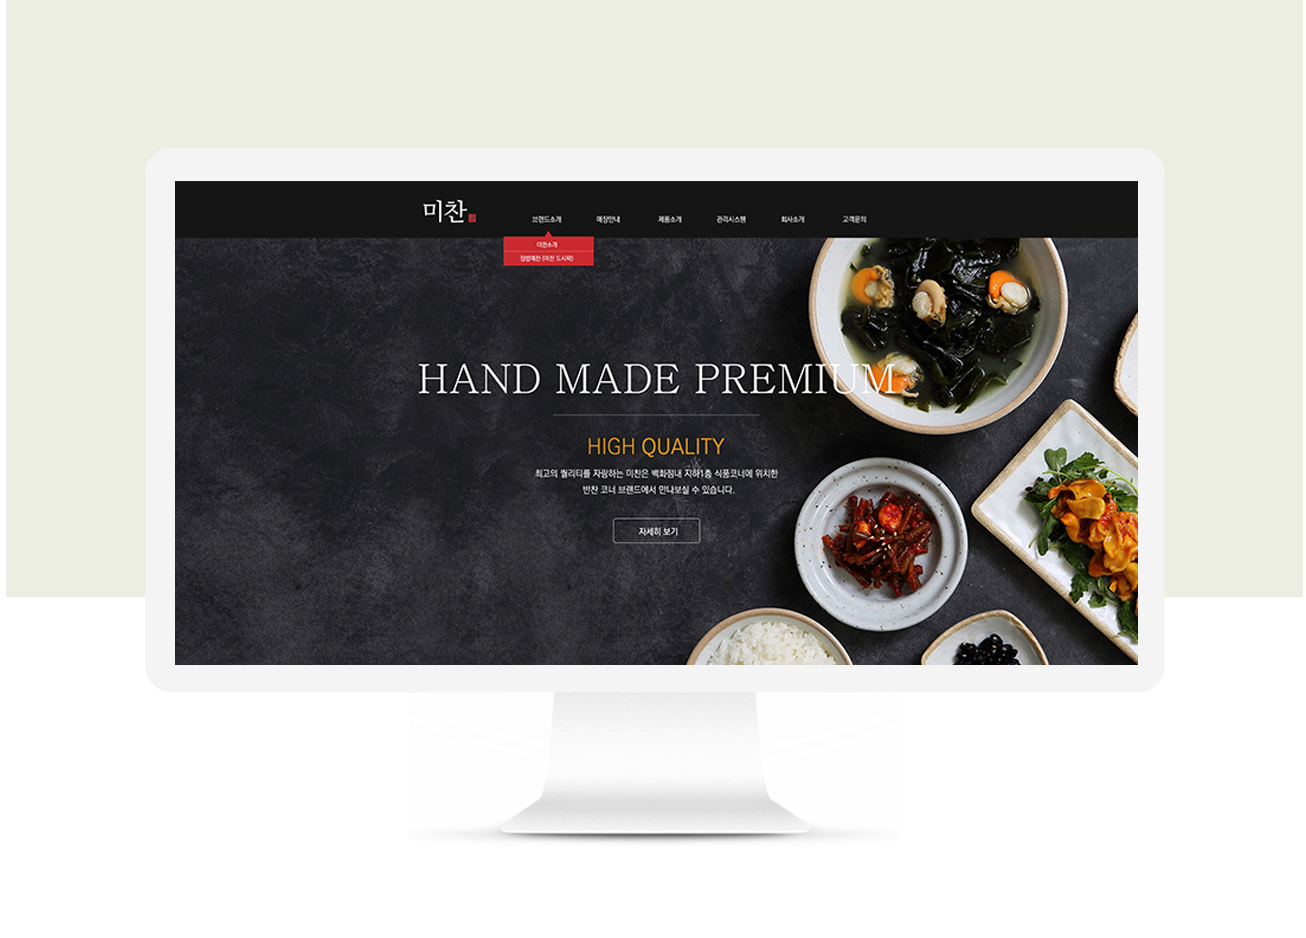 미찬
브랜드소개 매장안내 제품소개 관리시스템 회사소개 고객문의
미찬소개
집밥애찬 (미찬 도시락)
HAND MADE PREMIUM
HIGH QUALITY
최고의 퀄리티를 자랑하는 미찬은 백화점내 지하1층 식품코너에 위치한
반찬 코너 브랜드에서 만나보실 수 있습니다.
자세히 보기